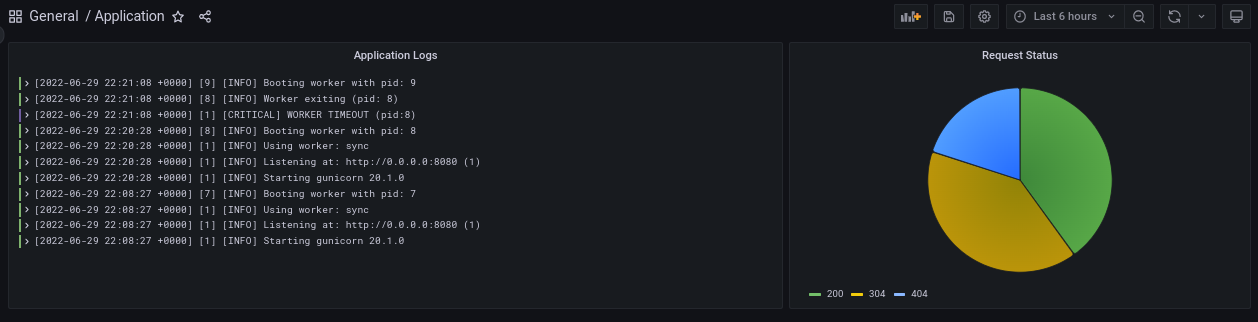 General / Application
Last 6 hours
Application Logs
[2022-06-29 22:21:08 +0000] [9] [INFO] Booting worker with pid: 9
[2022-06-29 22:21:08 +0000] [8] [INFO] Worker exiting (pid: 8)
[2022-06-29 22:21:08 +0000] [1] [CRITICAL] WORKER TIMEOUT (pid:8)
[2022-06-29 22:20:28 +0000] [8] [INFO] Booting worker with pid: 8
[2022-06-29 22:20:28 +0000] [1] [INFO] Using worker: sync
[2022-06-29 22:20:28 +0000] [1] [INFO] Listening at: http://0.0.0.0:8080 (1)
[2022-06-29 22:20:28 +0000] [1] [INFO] Starting gunicorn 20.1.0
[2022-06-29 22:08:27 +0000] [7] [INFO] Booting worker with pid: 7
[2022-06-29 22:08:27 +0000] [1] [INFO] Using worker: sync
[2022-06-29 22:08:27 +0000] [1] [INFO] Listening at: http://0.0.0.0:8080 (1)
[2022-06-29 22:08:27 +0000] [1] [INFO] Starting gunicorn 20.1.0
Request Status
200 304 404